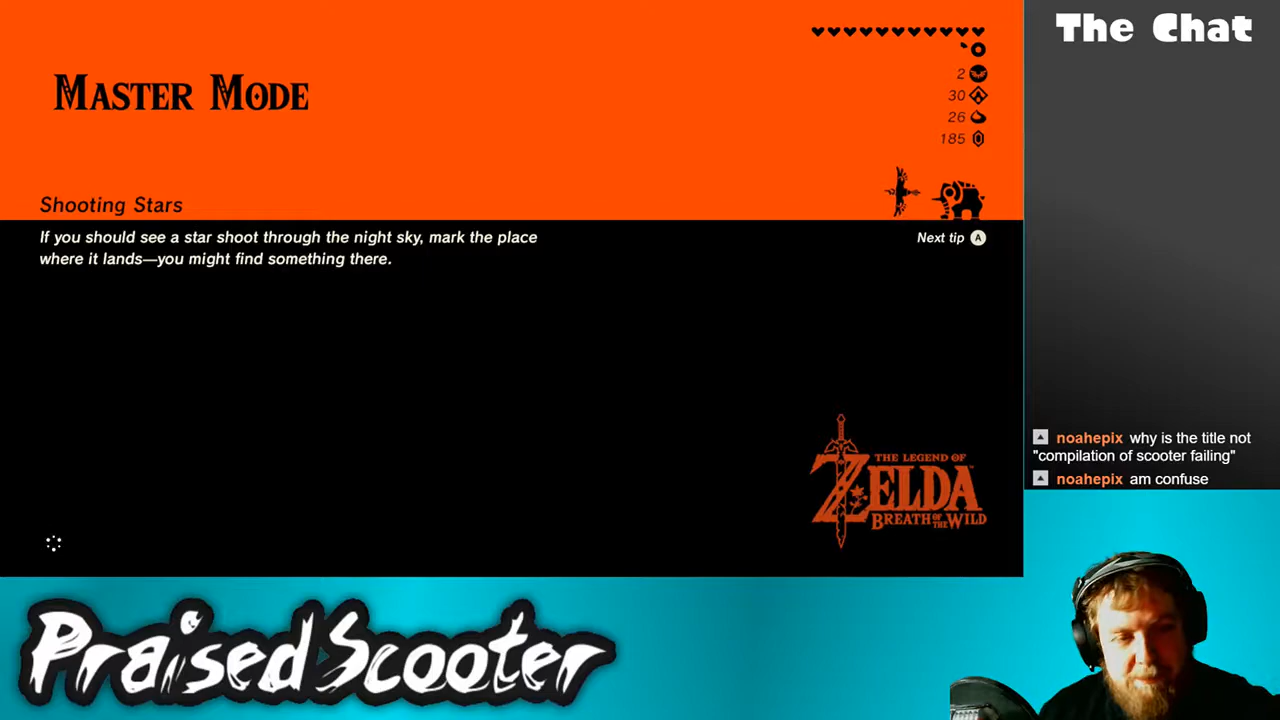 The Chat
Master Mode
2
30
26
185
Shooting Stars
If you should see a star shoot through the night sky, mark the place
where it lands—you might find something there.
Next tip A
THE LEGEND OF
ZELDA
BREATH OF THE WILD
noahepix why is the title not
"compilation of scooter failing"
noahepix am confuse
PraisedScooter